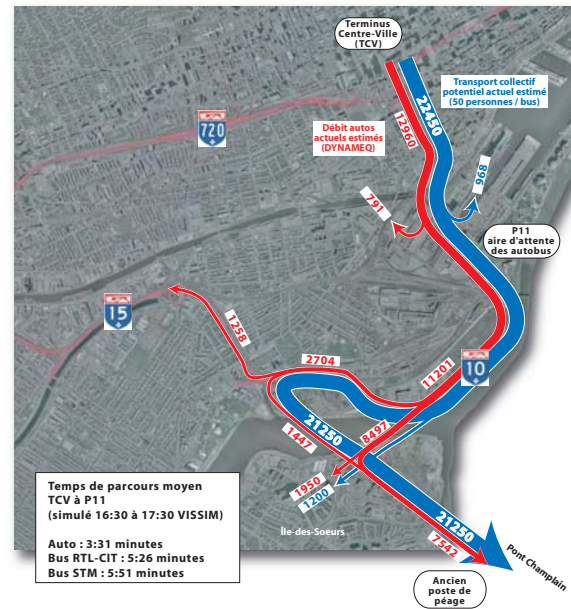 Terminus
Centre-Ville
(TCV)
Transport collectif
potentiel actuel estimé
(50 personnes / bus)
22450
12960
720
Débit autos
actuels estimés
(DYNAMEQ)
968
791
P11
aire d'attente
des autobus
15
1258
2704
11201
10
21250
1447
8497
1950
1200
21250
7542
Île-des-Soeurs
Pont Champlain
Temps de parcours moyen
TCV à P11
(simulé 16:30 à 17:30 VISSIM)
Auto : 3:31 minutes
Bus RTL-CIT : 5:26 minutes
Bus STM : 5:51 minutes
Ancien
poste de
péage